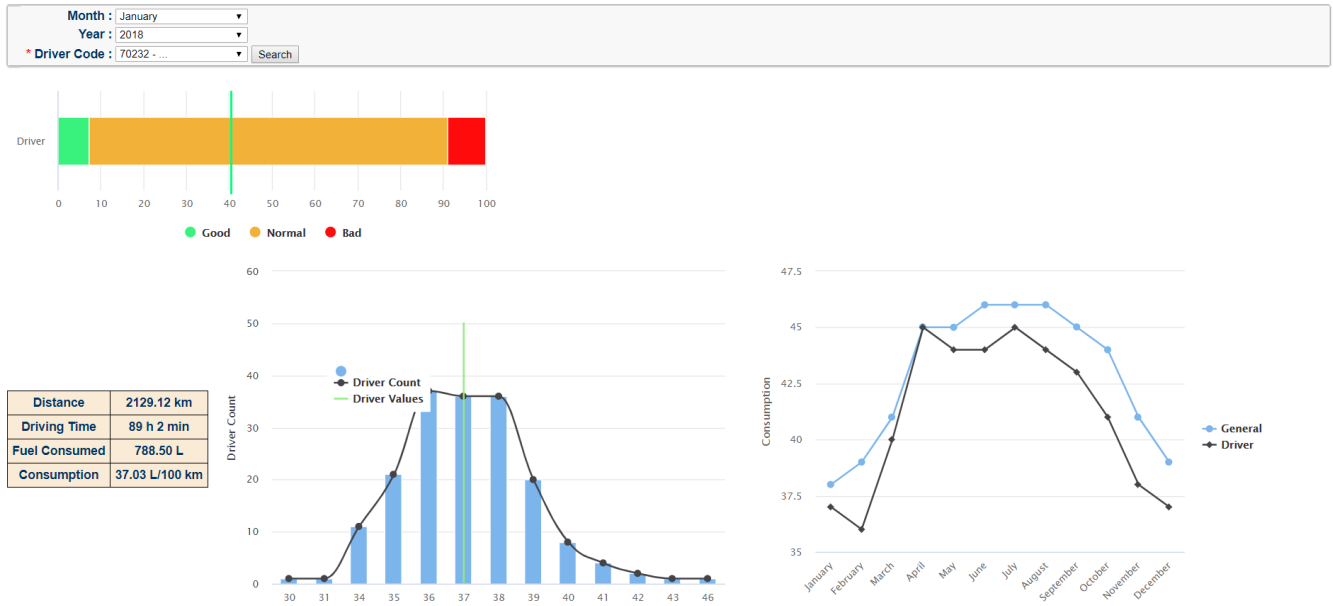 Month : January
Year : 2018
* Driver Code : 70232 - ... Search
Driver
0 10 20 30 40 50 60 70 80 90 100
Good Normal Bad
Distance 2129.12 km
Driving Time 89 h 2 min
Fuel Consumed 788.50 L
Consumption 37.03 L/100 km
Driver Count
60
50
40
30
20
10
0
Driver Count
Driver Values
30 31 34 35 36 37 38 39 40 41 42 43 46
Consumption
47.5
45
42.5
40
37.5
35
January February March April May June July August September October November December
General
Driver